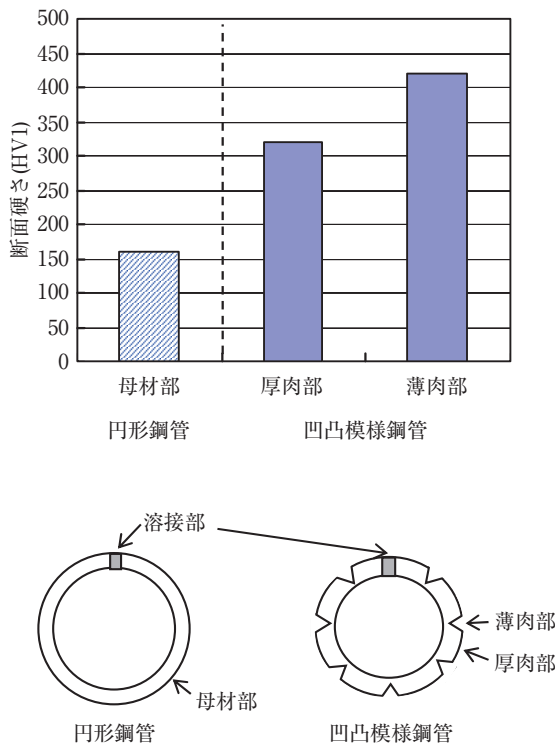 500
450
400
350
300
250
200
150
100
50
0
断面硬さ(HV1)
母材部
厚肉部
薄肉部
円形鋼管
凹凸模様鋼管
溶接部
薄肉部
厚肉部
母材部
円形鋼管
凹凸模様鋼管